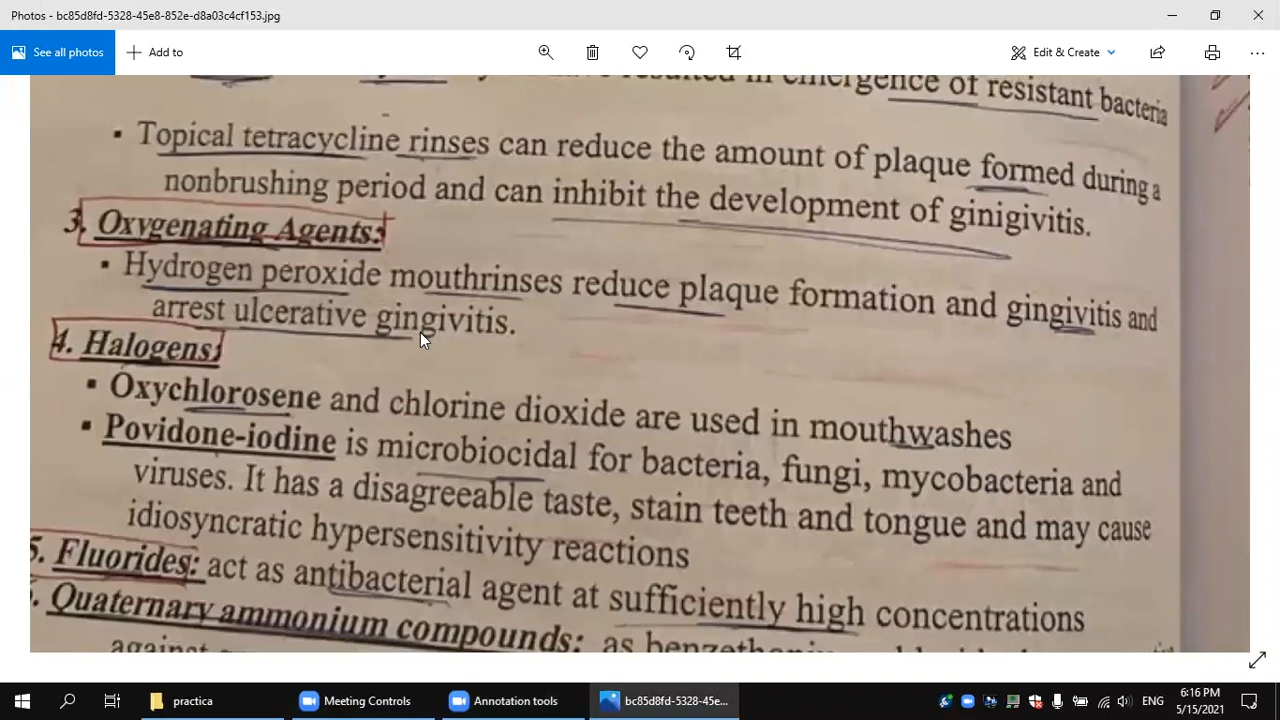 Photos - bc85d8fd-5328-45e8-852e-d8a03c4cf153.jpg
See all photos
Add to
Edit & Create
resulted in emergence of resistant bacteria
▪ Topical tetracycline rinses can reduce the amount of plaque formed during a
nonbrushing period and can inhibit the development of ginigivitis.
3. Oxygenating Agents:
▪ Hydrogen peroxide mouthrinses reduce plaque formation and gingivitis and
arrest ulcerative gingivitis.
4. Halogens:
▪ Oxychlorosene and chlorine dioxide are used in mouthwashes
▪ Povidone-iodine is microbiocidal for bacteria, fungi, mycobacteria and
viruses. It has a disagreeable taste, stain teeth and tongue and may cause
idiosyncratic hypersensitivity reactions
5. Fluorides: act as antibacterial agent at sufficiently high concentrations
Quaternary ammonium compounds: as
against
practica
Meeting Controls
Annotation tools
bc85d8fd-5328-45e...
ENG
6:16 PM
5/15/2021